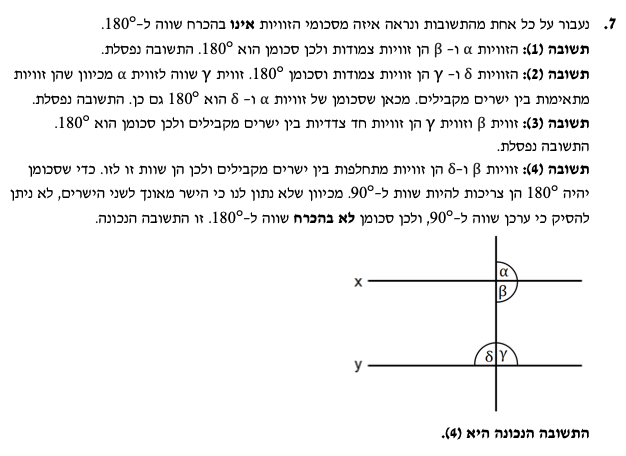 7. נעבור על כל אחת מהתשובות ונראה איזה מסכומי הזוויות אינו בהכרח שווה ל-180°.
תשובה (1): הזוויות α ו- β הן זוויות צמודות ולכן סכומן הוא 180°. התשובה נפסלת.
תשובה (2): הזוויות δ ו- γ הן זוויות צמודות וסכומן 180°. זווית γ שווה לזווית α מכיוון שהן זוויות
מתאימות בין ישרים מקבילים. מכאן שסכומן של זוויות α ו- δ הוא 180° גם כן. התשובה נפסלת.
תשובה (3): זווית β וזווית γ הן זוויות חד צדדיות בין ישרים מקבילים ולכן סכומן הוא 180°.
התשובה נפסלת.
תשובה (4): זוויות β ו-δ הן זוויות מתחלפות בין ישרים מקבילים ולכן הן שוות זו לזו. כדי שסכומן
יהיה 180° הן צריכות להיות שוות ל-90°. מכיוון שלא נתון לנו כי הישר מאונך לשני הישרים, לא ניתן
להסיק כי ערכן שווה ל-90°, ולכן סכומן לא בהכרח שווה ל-180°. זו התשובה הנכונה.
α
x
β
δ γ
y
התשובה הנכונה היא (4).